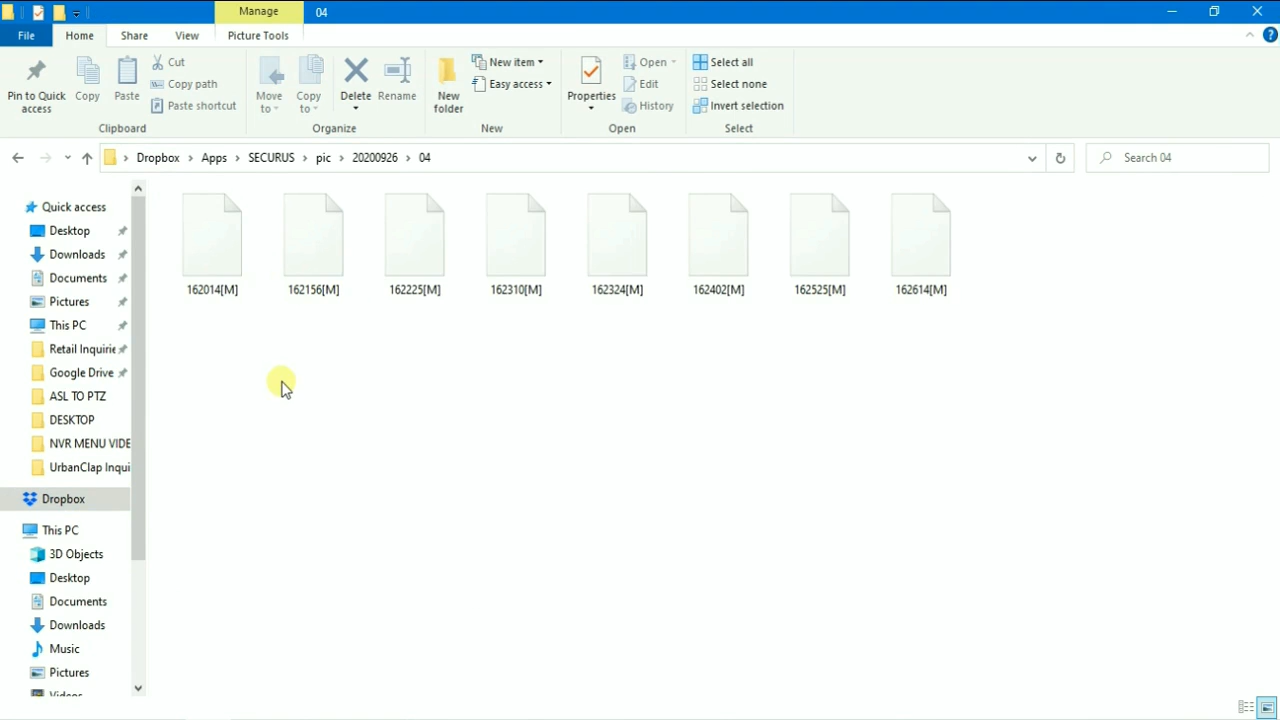 Manage 04
File Home Share View Picture Tools
Pin to Quick access
Copy
Paste
Cut
Copy path
Paste shortcut
Clipboard
Move to
Copy to
Delete
Rename
Organize
New folder
New item
Easy access
New
Properties
Open
Edit
History
Open
Select all
Select none
Invert selection
Select
Dropbox Apps SECURUS pic 20200926 04
Search 04
Quick access
Desktop
Downloads
Documents
Pictures
This PC
Retail Inquirie
Google Drive
ASL TO PTZ
DESKTOP
NVR MENU VIDE
UrbanClap Inqui
Dropbox
This PC
3D Objects
Desktop
Documents
Downloads
Music
Pictures
Videos
162014[M] 162156[M] 162225[M] 162310[M] 162324[M] 162402[M] 162525[M] 162614[M]